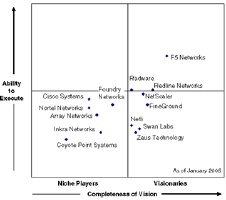 Ability
to
Execute
F5 Networks
Radware
Redline Networks
Foundry
Networks
NetScaler
Cisco Systems
FineGround
Nortel Networks
Array Networks
Netli
Swan Labs
Inkra Networks
Zeus Technology
Coyote Point Systems
As of January 2005
Niche Players
Visionaries
Completeness of Vision